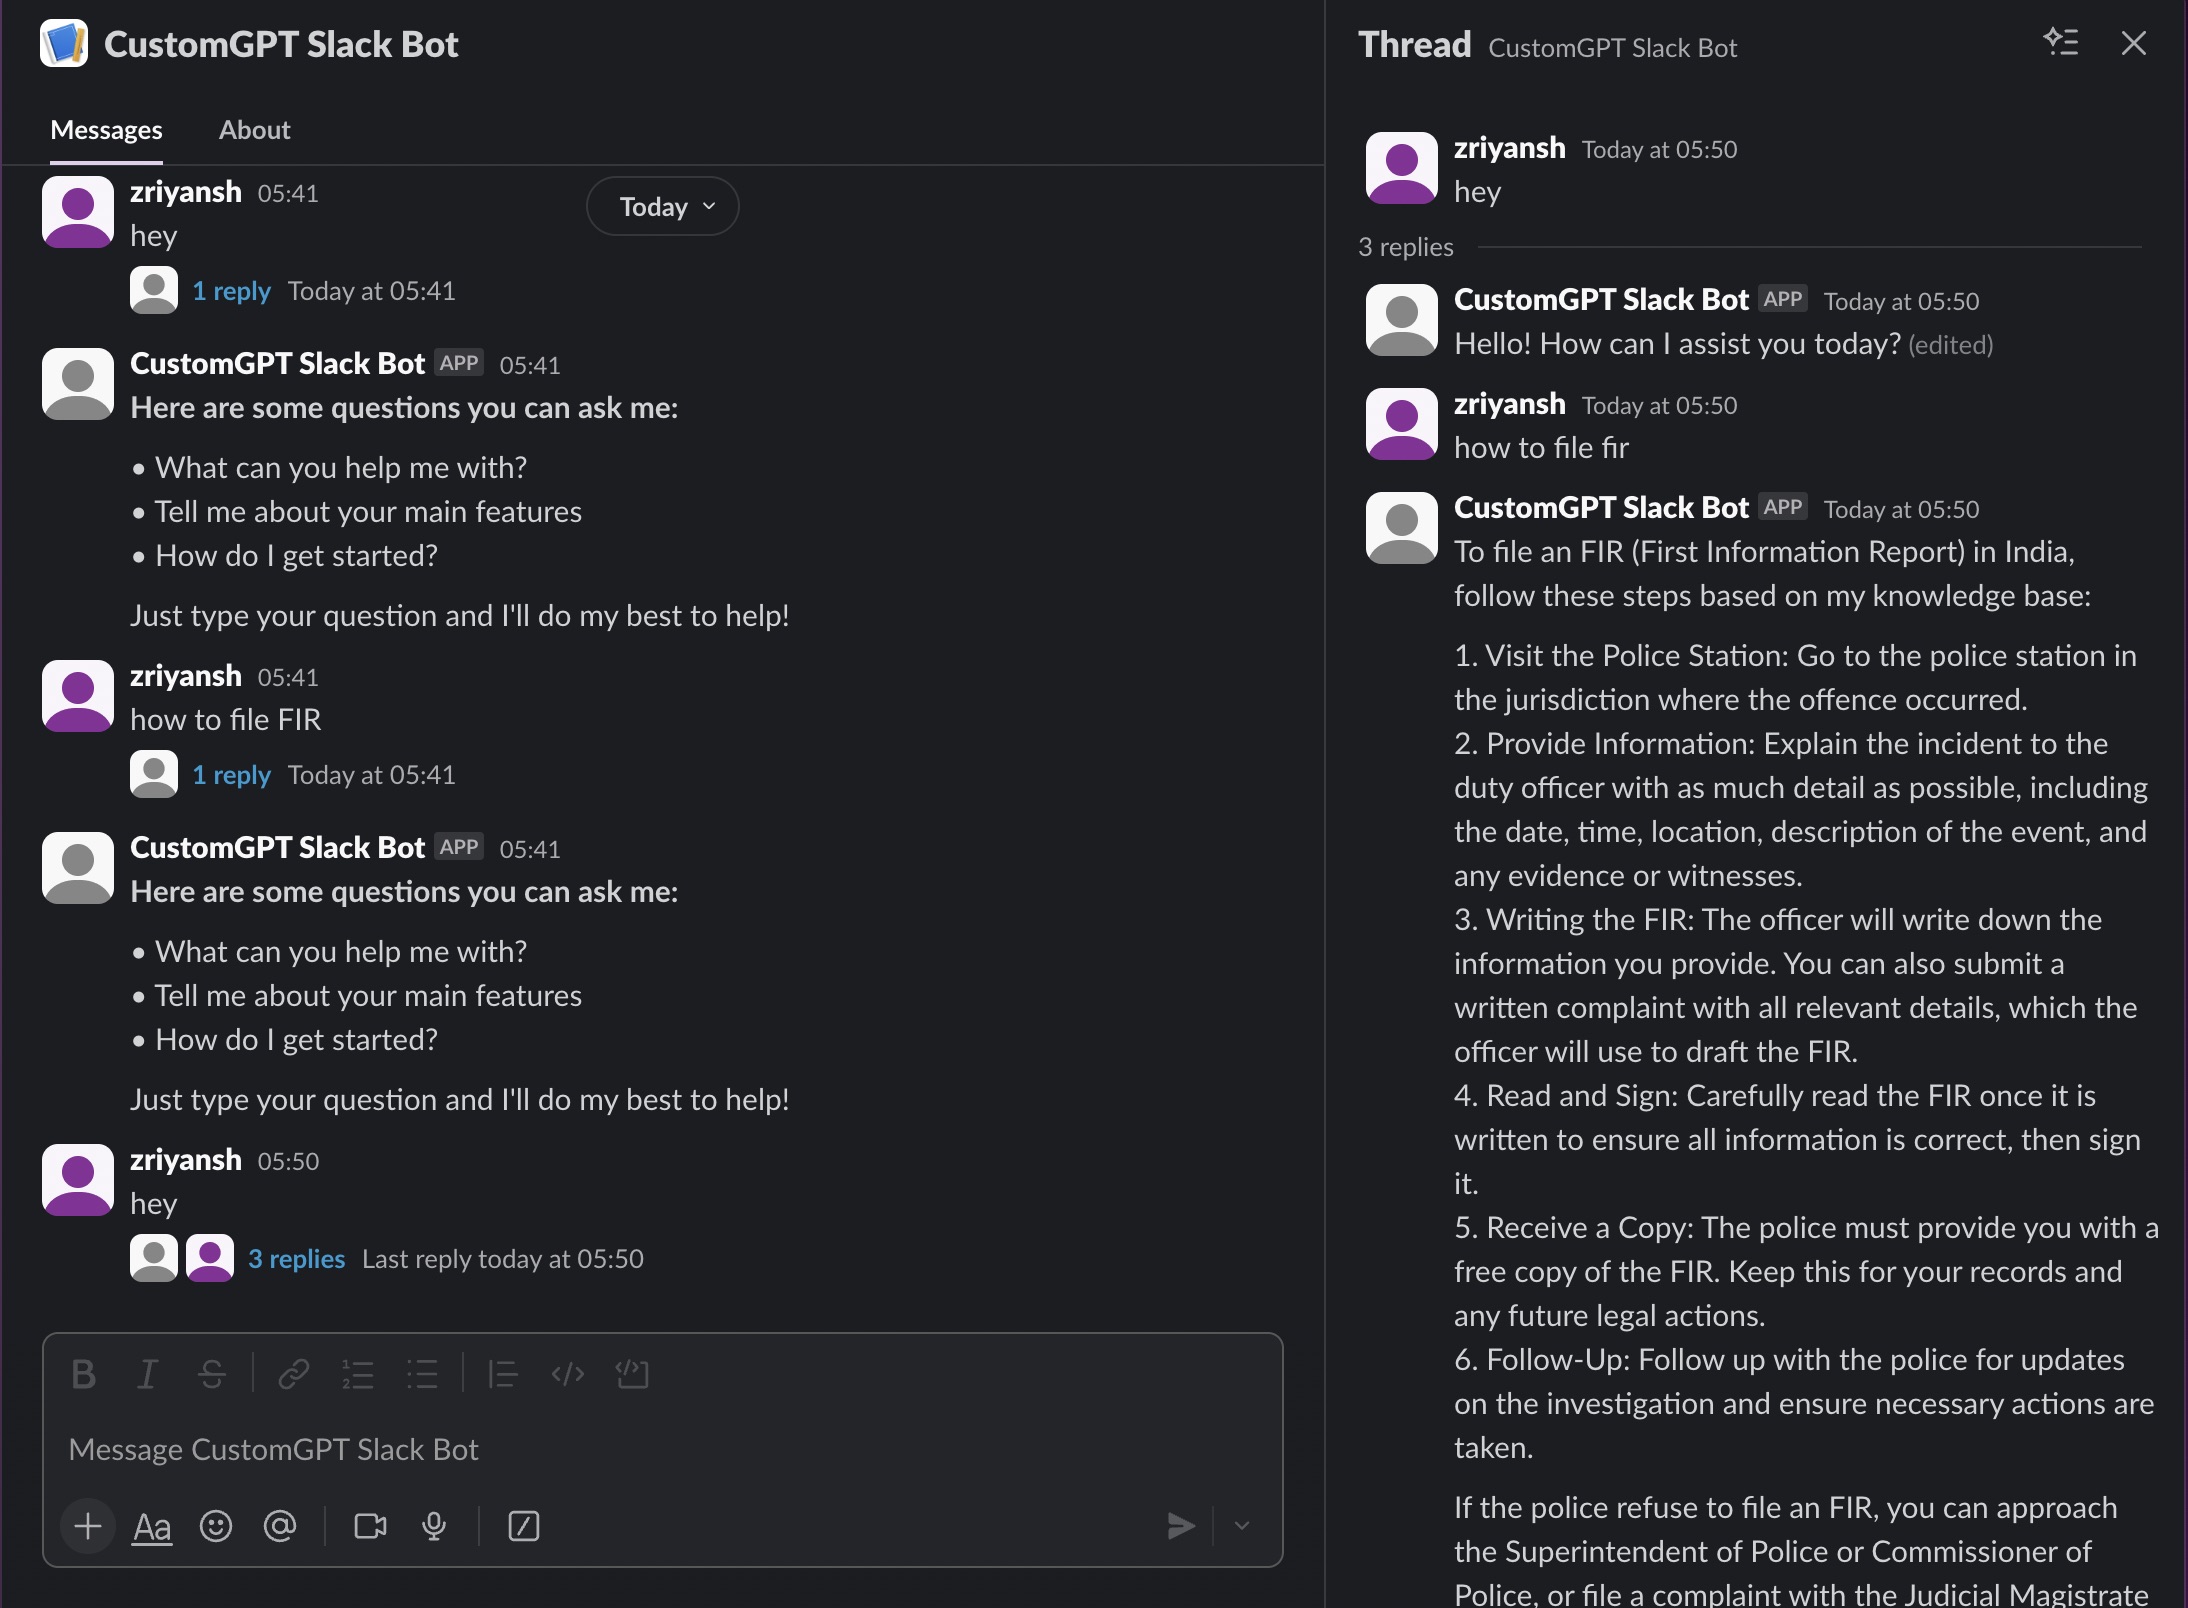 CustomGPT Slack Bot
Messages
About
zriyansh 05:41
Today
hey
1 reply Today at 05:41
CustomGPT Slack Bot APP 05:41
Here are some questions you can ask me:
• What can you help me with?
• Tell me about your main features
• How do I get started?
Just type your question and I'll do my best to help!
zriyansh 05:41
how to file FIR
1 reply Today at 05:41
CustomGPT Slack Bot APP 05:41
Here are some questions you can ask me:
• What can you help me with?
• Tell me about your main features
• How do I get started?
Just type your question and I'll do my best to help!
zriyansh 05:50
hey
3 replies Last reply today at 05:50
Message CustomGPT Slack Bot
Aa
Thread CustomGPT Slack Bot
zriyansh Today at 05:50
hey
3 replies
CustomGPT Slack Bot APP Today at 05:50
Hello! How can I assist you today? (edited)
zriyansh Today at 05:50
how to file fir
CustomGPT Slack Bot APP Today at 05:50
To file an FIR (First Information Report) in India,
follow these steps based on my knowledge base:
1. Visit the Police Station: Go to the police station in
the jurisdiction where the offence occurred.
2. Provide Information: Explain the incident to the
duty officer with as much detail as possible, including
the date, time, location, description of the event, and
any evidence or witnesses.
3. Writing the FIR: The officer will write down the
information you provide. You can also submit a
written complaint with all relevant details, which the
officer will use to draft the FIR.
4. Read and Sign: Carefully read the FIR once it is
written to ensure all information is correct, then sign
it.
5. Receive a Copy: The police must provide you with a
free copy of the FIR. Keep this for your records and
any future legal actions.
6. Follow-Up: Follow up with the police for updates
on the investigation and ensure necessary actions are
taken.
If the police refuse to file an FIR, you can approach
the Superintendent of Police or Commissioner of
Police, or file a complaint with the Judicial Magistrate